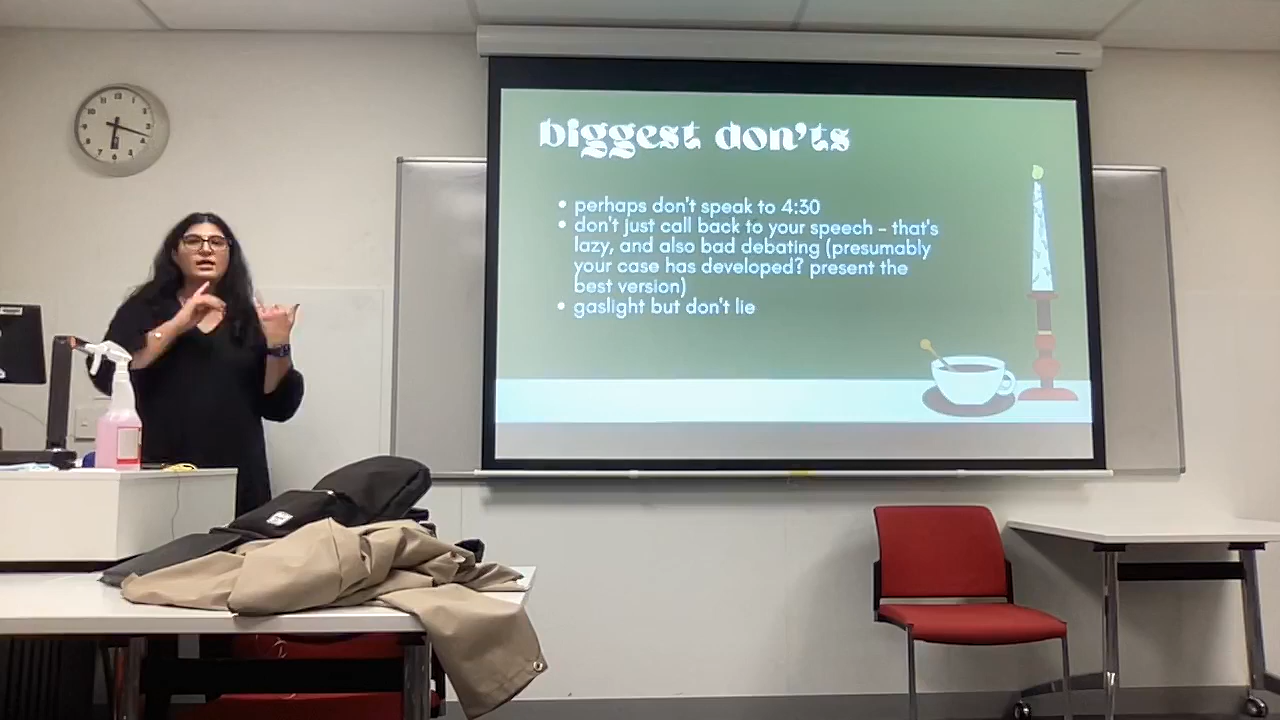 biggest don'ts
• perhaps don't speak to 4:30
• don't just call back to your speech - that's
lazy, and also bad debating (presumably
your case has developed? present the
best version)
• gaslight but don't lie